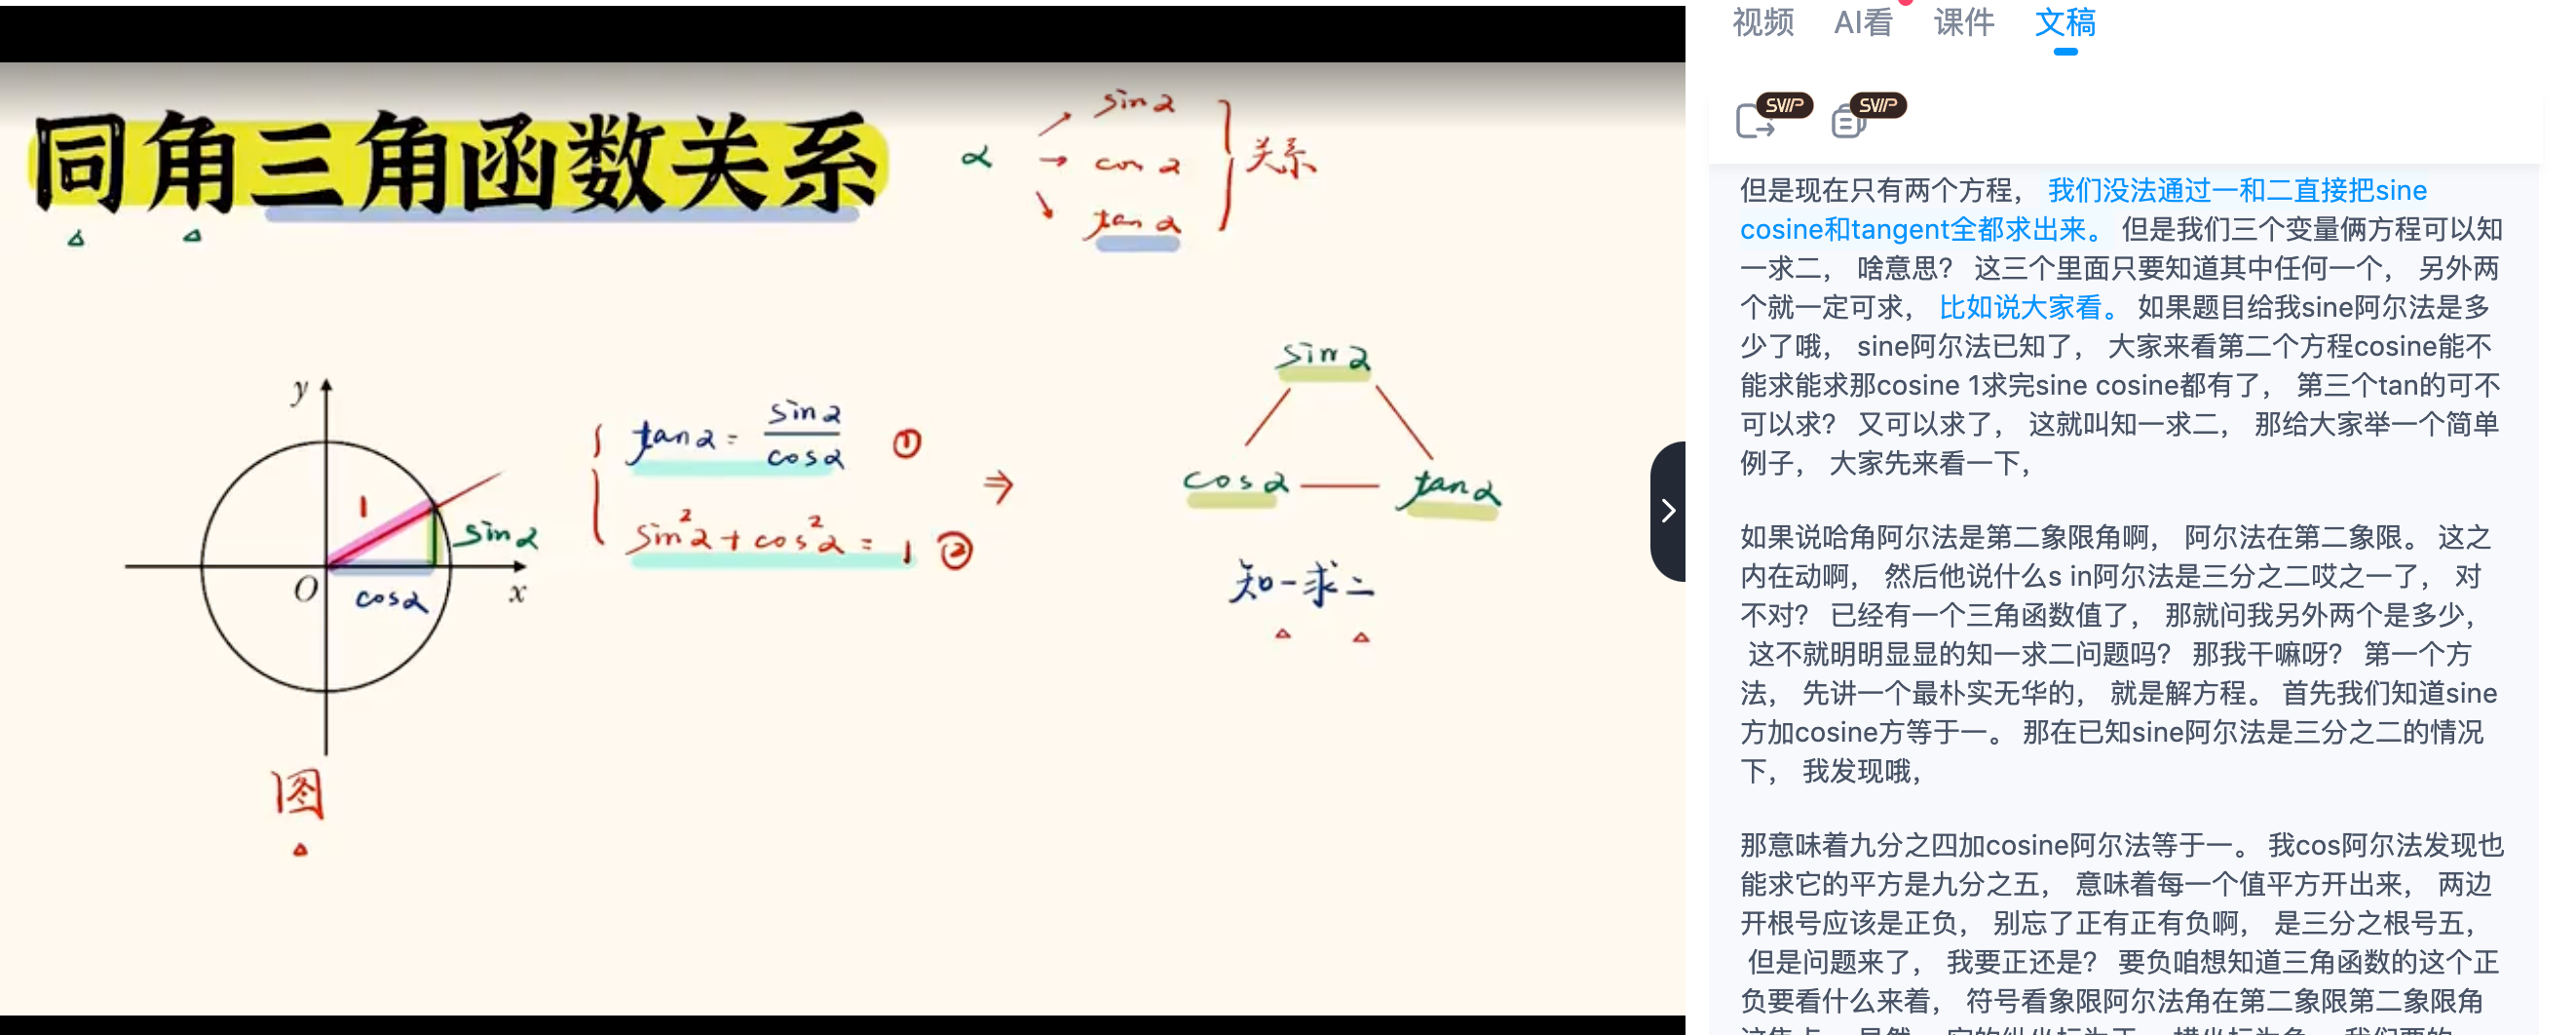 同角三角函数关系
α
sin α
cos α
tan α
关系
y
1
sin α
O
cos α
x
图
tan α = sin α / cos α ①
sin²α + cos²α = 1 ②
⇒
sin α
cos α
tan α
知一求二
视频 AI看 课件 文稿
SVIP SVIP
但是现在只有两个方程， 我们没法通过一和二直接把sine
cosine和tangent全都求出来。 但是我们三个变量俩方程可以知
一求二， 啥意思？ 这三个里面只要知道其中任何一个， 另外两
个就一定可求， 比如说大家看。 如果题目给我sine阿尔法是多
少了哦， sine阿尔法已知了， 大家来看第二个方程cosine能不
能求能求那cosine 1求完sine cosine都有了， 第三个tan的可不
可以求？ 又可以求了， 这就叫知一求二， 那给大家举一个简单
例子， 大家先来看一下，
如果说哈角阿尔法是第二象限角啊， 阿尔法在第二象限。 这之
内在动啊， 然后他说什么s in阿尔法是三分之二哎之一了， 对
不对？ 已经有一个三角函数值了， 那就问我另外两个是多少，
这不就明明显显的知一求二问题吗？ 那我干嘛呀？ 第一个方
法， 先讲一个最朴实无华的， 就是解方程。 首先我们知道sine
方加cosine方等于一。 那在已知sine阿尔法是三分之二的情况
下， 我发现哦，
那意味着九分之四加cosine阿尔法等于一。 我cos阿尔法发现也
能求它的平方是九分之五， 意味着每一个值平方开出来， 两边
开根号应该是正负， 别忘了正有正有负啊， 是三分之根号五，
但是问题来了， 我要正还是？ 要负咱想知道三角函数的这个正
负要看什么来着， 符号看象限阿尔法角在第二象限第二象限角